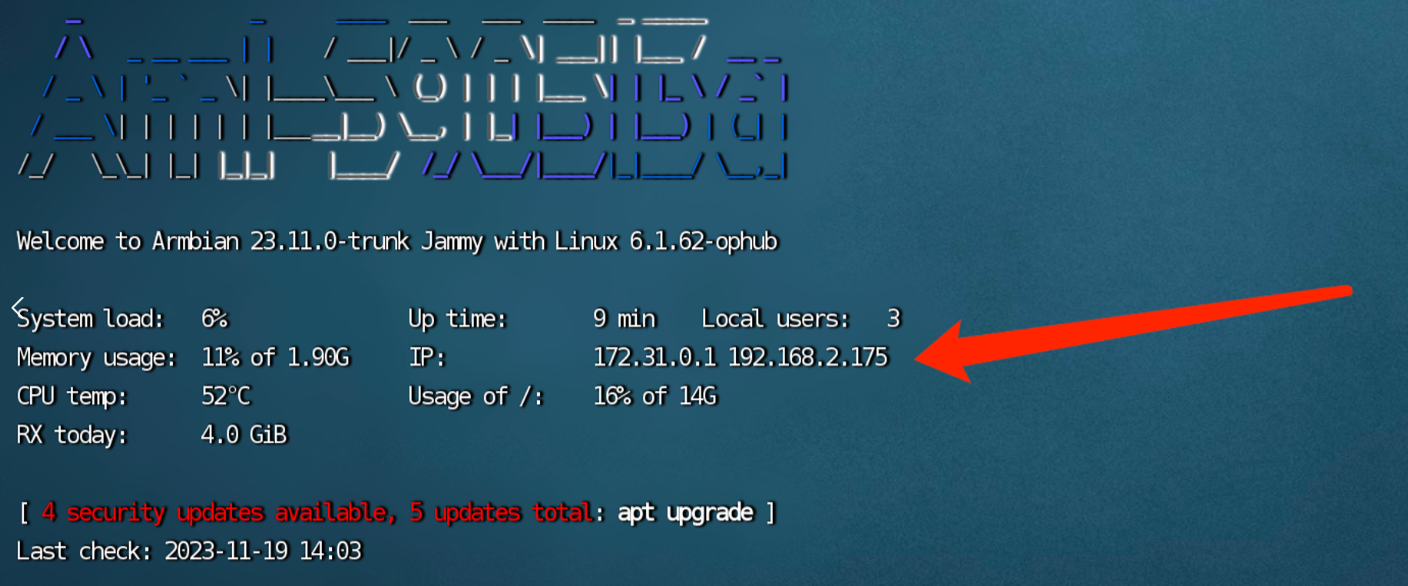 Welcome to Armbian 23.11.0-trunk Jammy with Linux 6.1.62-ophub
System load: 6% Up time: 9 min Local users: 3
Memory usage: 11% of 1.90G IP: 172.31.0.1 192.168.2.175
CPU temp: 52°C Usage of /: 16% of 14G
RX today: 4.0 GiB
[ 4 security updates available, 5 updates total: apt upgrade ]
Last check: 2023-11-19 14:03